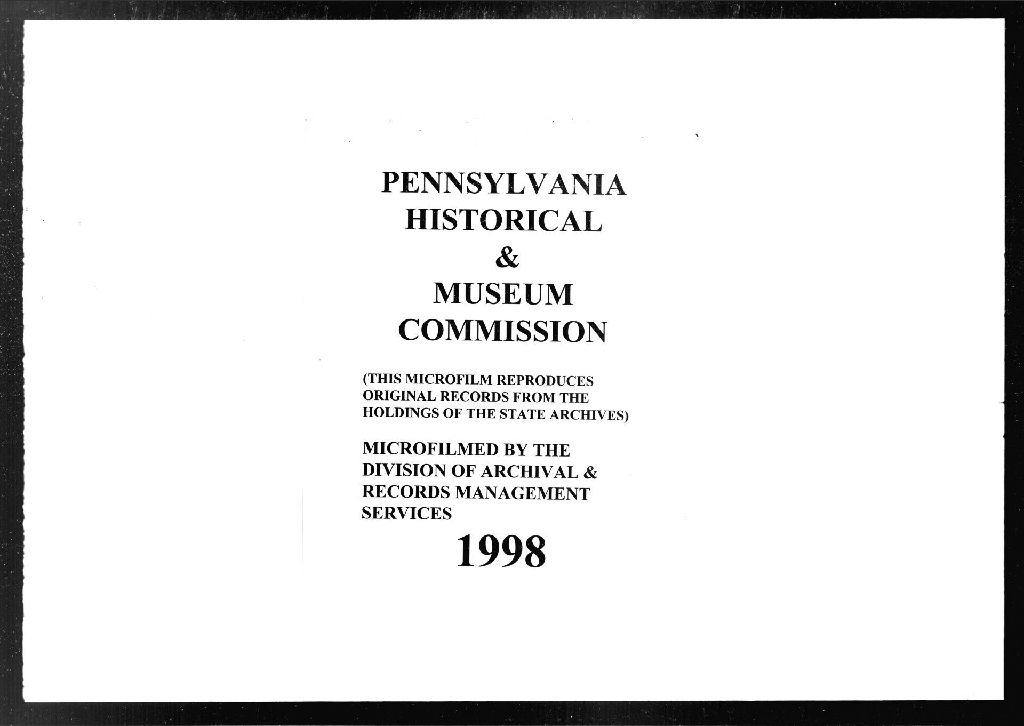 PENNSYLVANIA
HISTORICAL
&
MUSEUM
COMMISSION
(THIS MICROFILM REPRODUCES
ORIGINAL RECORDS FROM THE
HOLDINGS OF THE STATE ARCHIVES)
MICROFILMED BY THE
DIVISION OF ARCHIVAL &
RECORDS MANAGEMENT
SERVICES
1998